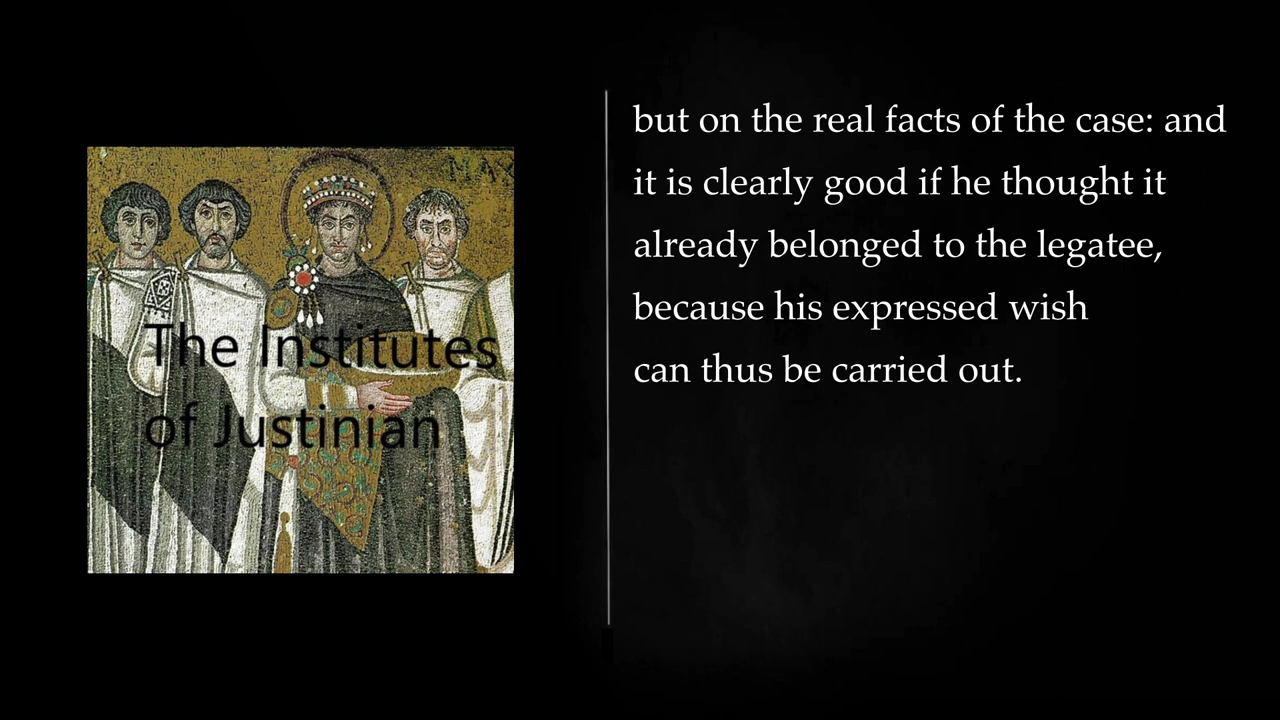 MAX
The Institutes
of Justinian
but on the real facts of the case: and
it is clearly good if he thought it
already belonged to the legatee,
because his expressed wish
can thus be carried out.